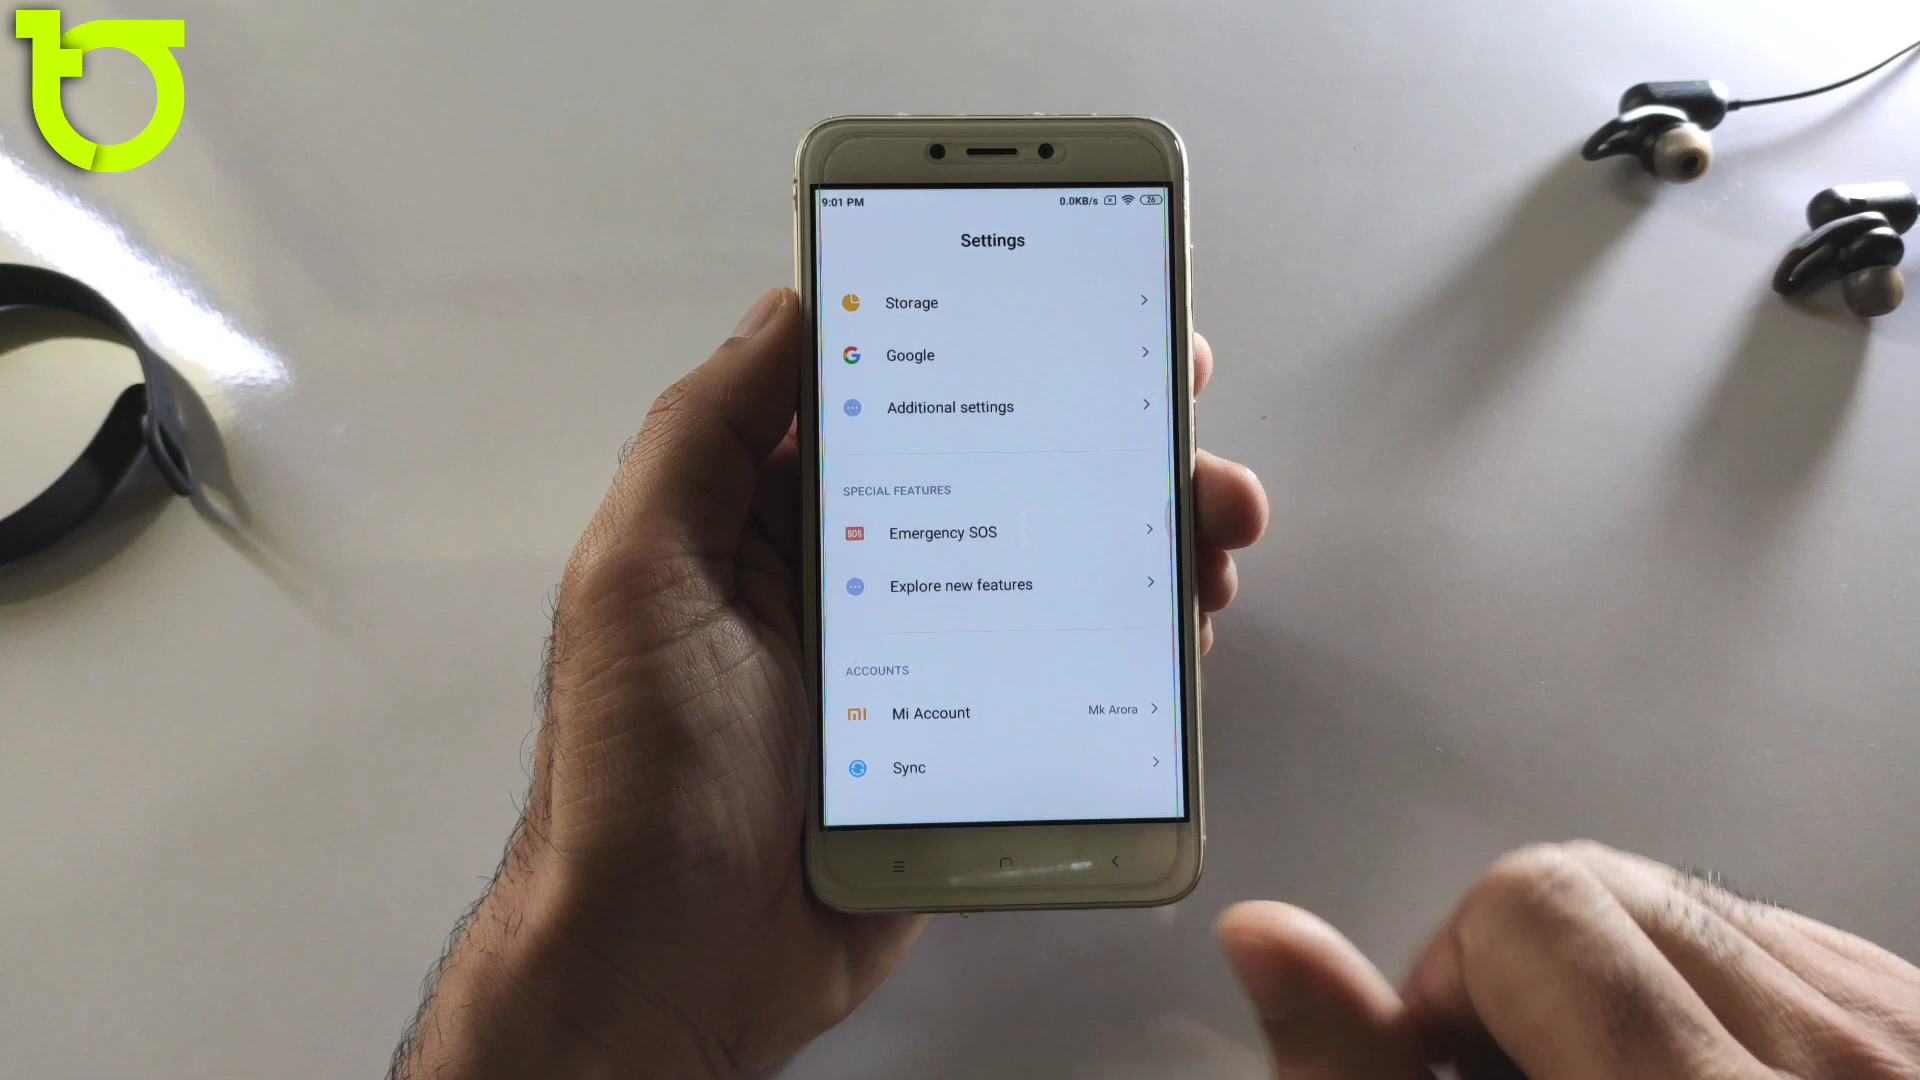 9:01 PM 0.0KB/s 26
Settings
Storage
Google
Additional settings
SPECIAL FEATURES
SOS Emergency SOS
Explore new features
ACCOUNTS
mi Mi Account Mk Arora
Sync